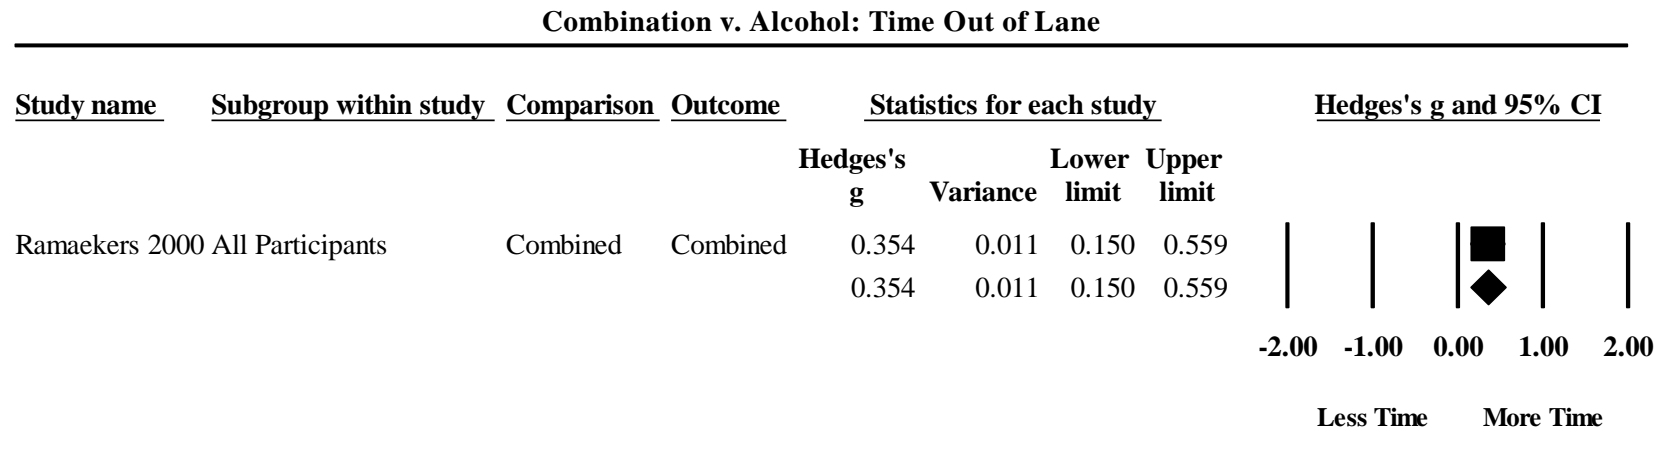 Combination v. Alcohol: Time Out of Lane
Study name Subgroup within study Comparison Outcome Statistics for each study Hedges's g and 95% CI
Hedges's Lower Upper
g Variance limit limit
Ramaekers 2000 All Participants Combined Combined 0.354 0.011 0.150 0.559
0.354 0.011 0.150 0.559
-2.00 -1.00 0.00 1.00 2.00
Less Time More Time